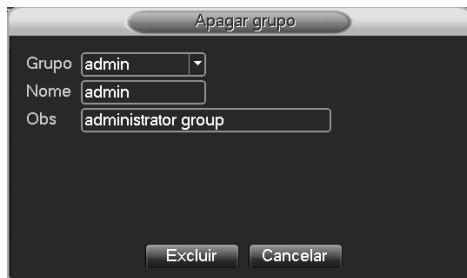 Apagar grupo
Grupo admin
Nome admin
Obs administrator group
Excluir Cancelar